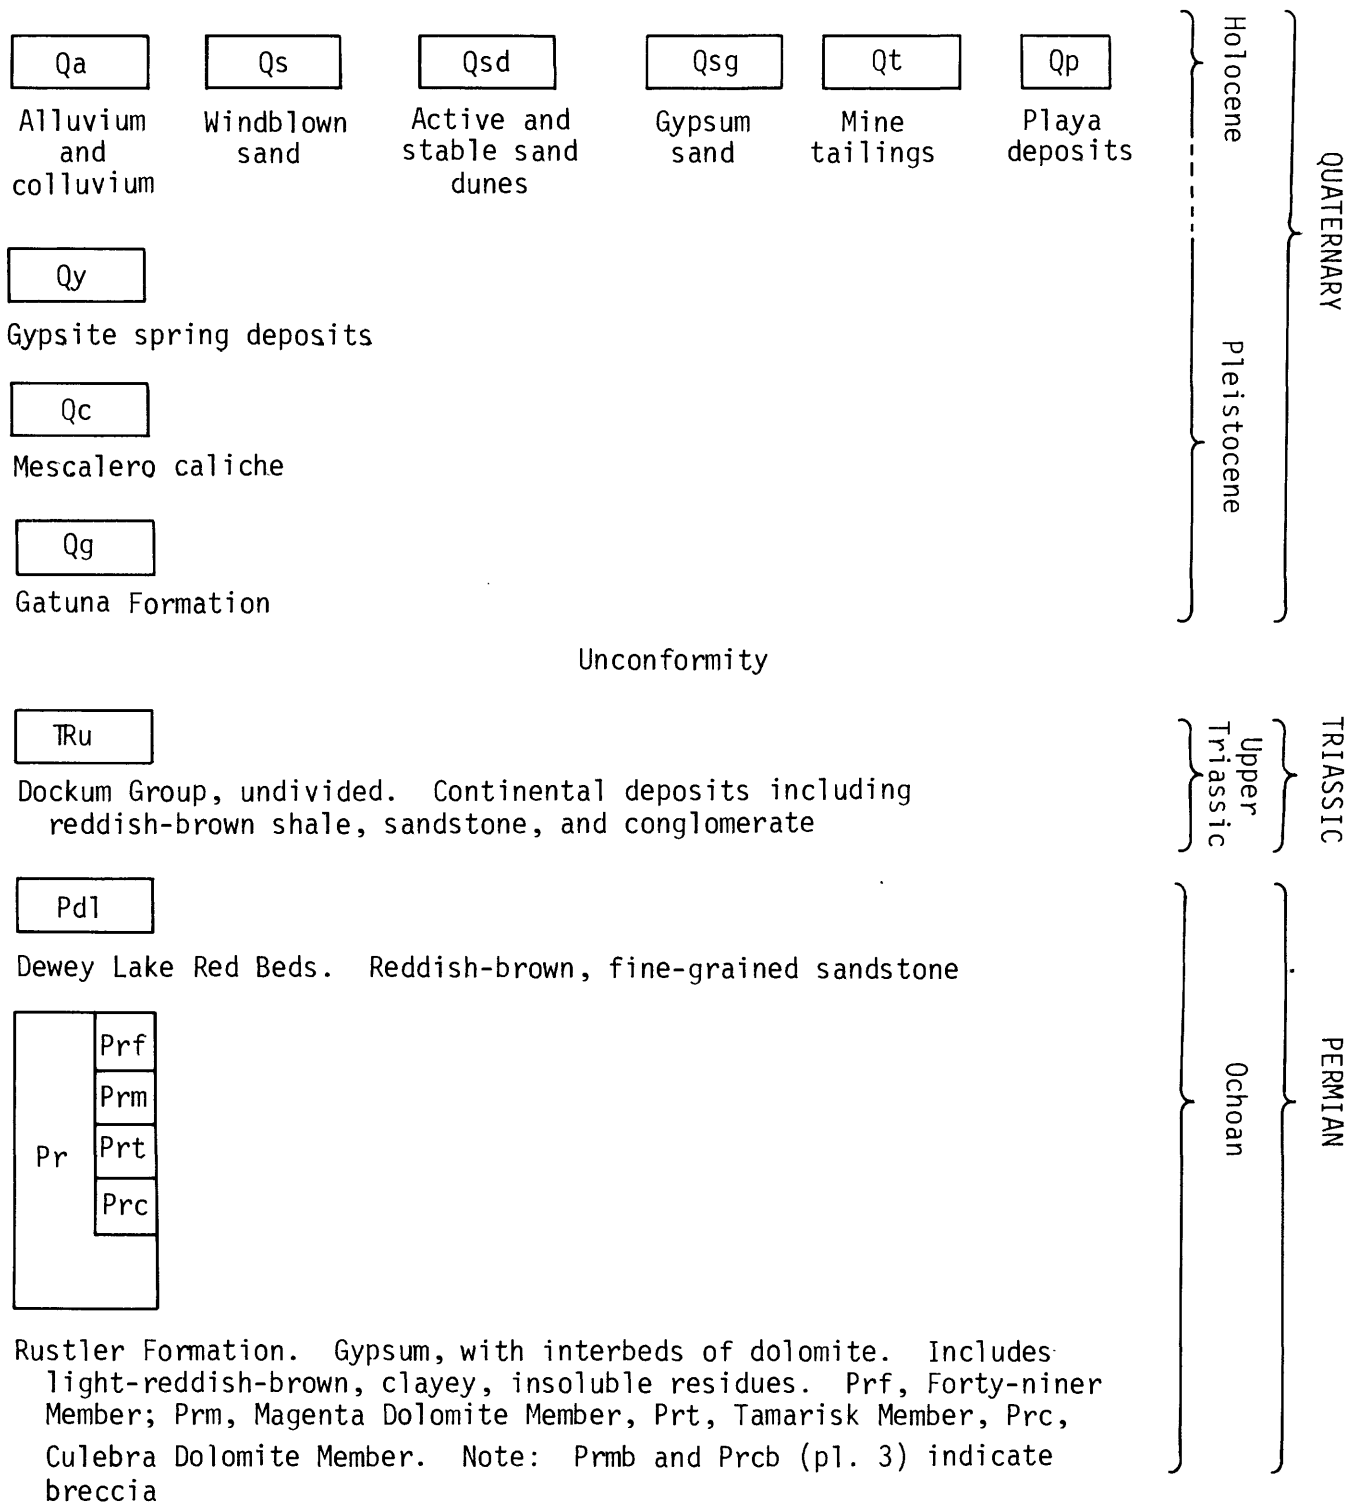 Qa Qs Qsd Qsg Qt Qp
Alluvium and colluvium
Windblown sand
Active and stable sand dunes
Gypsum sand
Mine tailings
Playa deposits
Holocene
QUATERNARY
Qy
Gypsite spring deposits
Qc
Mescalero caliche
Pleistocene
Qg
Gatuna Formation
Unconformity
TRu
Dockum Group, undivided. Continental deposits including
reddish-brown shale, sandstone, and conglomerate
Upper
Triassic
TRIASSIC
Pdl
Dewey Lake Red Beds. Reddish-brown, fine-grained sandstone
Pr
Prf
Prm
Prt
Prc
Ochoan
PERMIAN
Rustler Formation. Gypsum, with interbeds of dolomite. Includes
light-reddish-brown, clayey, insoluble residues. Prf, Forty-niner
Member; Prm, Magenta Dolomite Member, Prt, Tamarisk Member, Prc,
Culebra Dolomite Member. Note: Prmb and Prcb (pl. 3) indicate
breccia